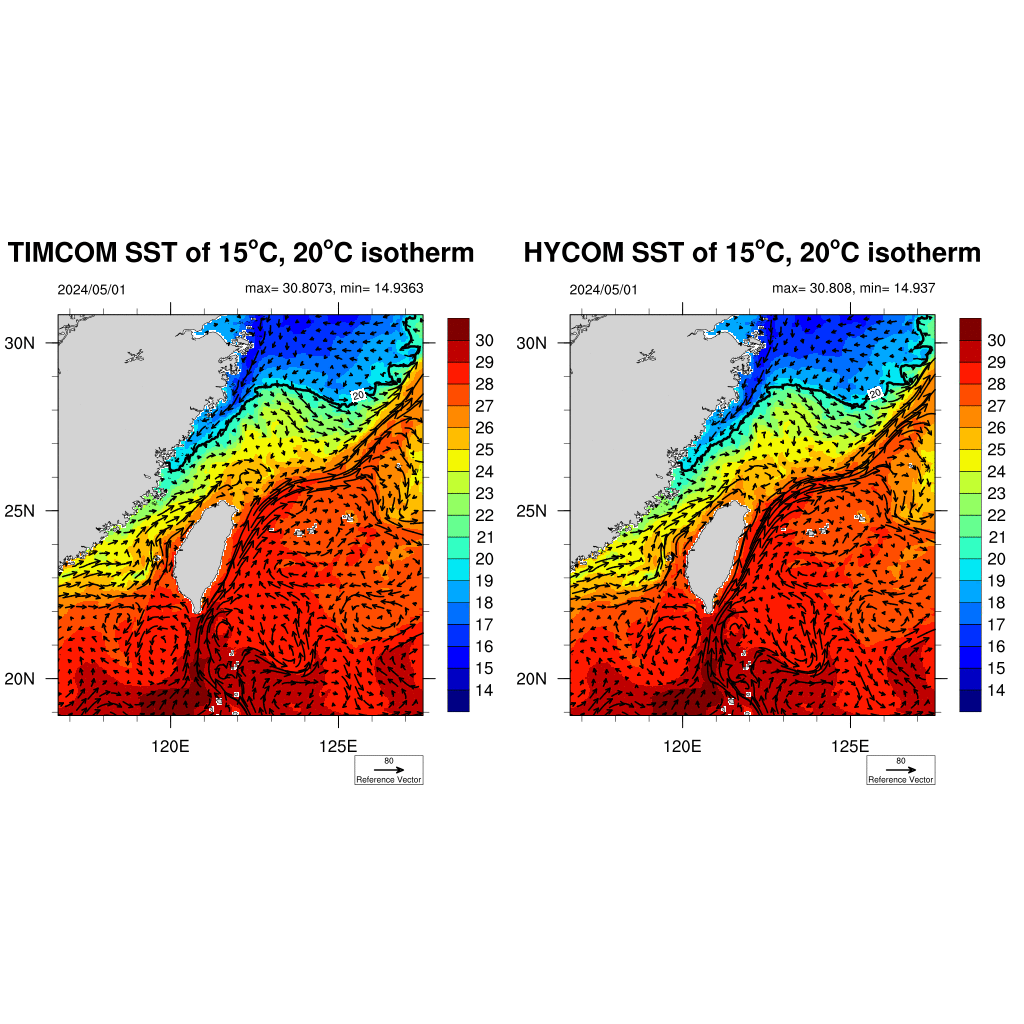 TIMCOM SST of 15°C, 20°C isotherm
2024/05/01
max= 30.8073, min= 14.9363
30N
25N
20N
120E
125E
20
30
29
28
27
26
25
24
23
22
21
20
19
18
17
16
15
14
80
Reference Vector
HYCOM SST of 15°C, 20°C isotherm
2024/05/01
max= 30.808, min= 14.937
30N
25N
20N
120E
125E
20
30
29
28
27
26
25
24
23
22
21
20
19
18
17
16
15
14
80
Reference Vector